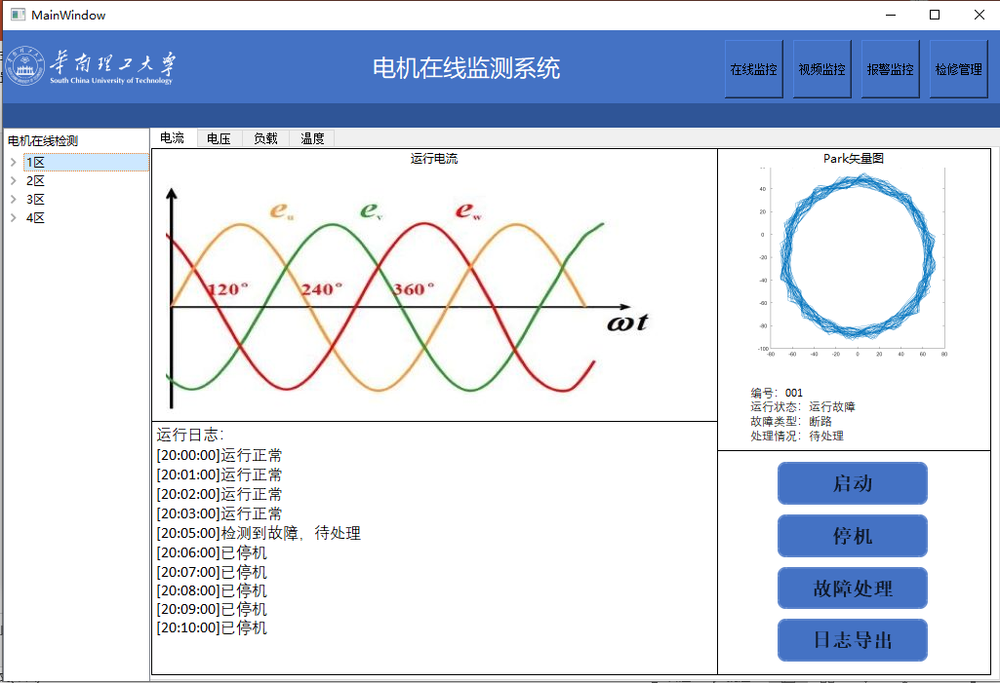 MainWindow
华南理工大学
South China University of Technology
电机在线监测系统
在线监控 视频监控 报警监控 检修管理
电机在线检测
1区
2区
3区
4区
电流 电压 负载 温度
运行电流
e_u e_v e_w
120° 240° 360°
ωt
运行日志：
[20:00:00]运行正常
[20:01:00]运行正常
[20:02:00]运行正常
[20:03:00]运行正常
[20:05:00]检测到故障，待处理
[20:06:00]已停机
[20:07:00]已停机
[20:08:00]已停机
[20:09:00]已停机
[20:10:00]已停机
Park矢量图
40
20
0
-20
-40
-60
-80
-100
-80 -60 -40 -20 0 20 40 60 80
编号：001
运行状态：运行故障
故障类型：断路
处理情况：待处理
启动
停机
故障处理
日志导出